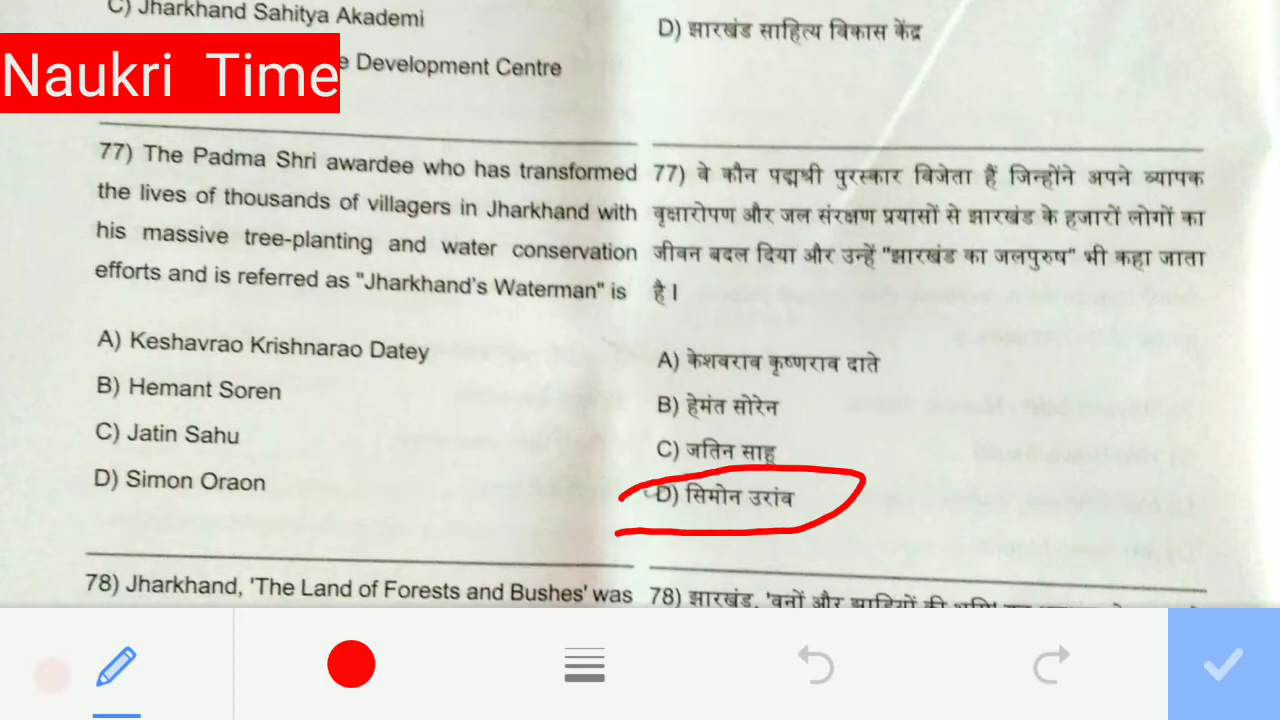 C) Jharkhand Sahitya Akademi
Naukri Time
e Development Centre
77) The Padma Shri awardee who has transformed
the lives of thousands of villagers in Jharkhand with
his massive tree-planting and water conservation
efforts and is referred as "Jharkhand's Waterman" is
A) Keshavrao Krishnarao Datey
B) Hemant Soren
C) Jatin Sahu
D) Simon Oraon
78) Jharkhand, 'The Land of Forests and Bushes' was
D) झारखंड साहित्य विकास केंद्र
77) वे कौन पद्मश्री पुरस्कार विजेता हैं जिन्होंने अपने व्यापक
वृक्षारोपण और जल संरक्षण प्रयासों से झारखंड के हजारों लोगों का
जीवन बदल दिया और उन्हें "झारखंड का जलपुरुष" भी कहा जाता
है।
A) केशवराव कृष्णराव दाते
B) हेमंत सोरेन
C) जतिन साहू
D) सिमोन उरांव
78) झारखंड, 'वनों और झाड़ियों की भूमि'